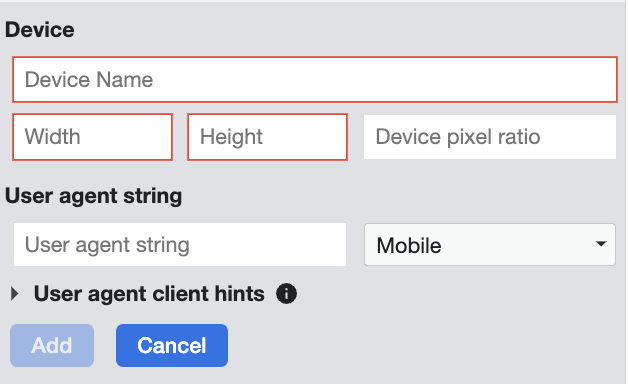 Device
Device Name
Width Height Device pixel ratio
User agent string
User agent string Mobile
User agent client hints
Add Cancel